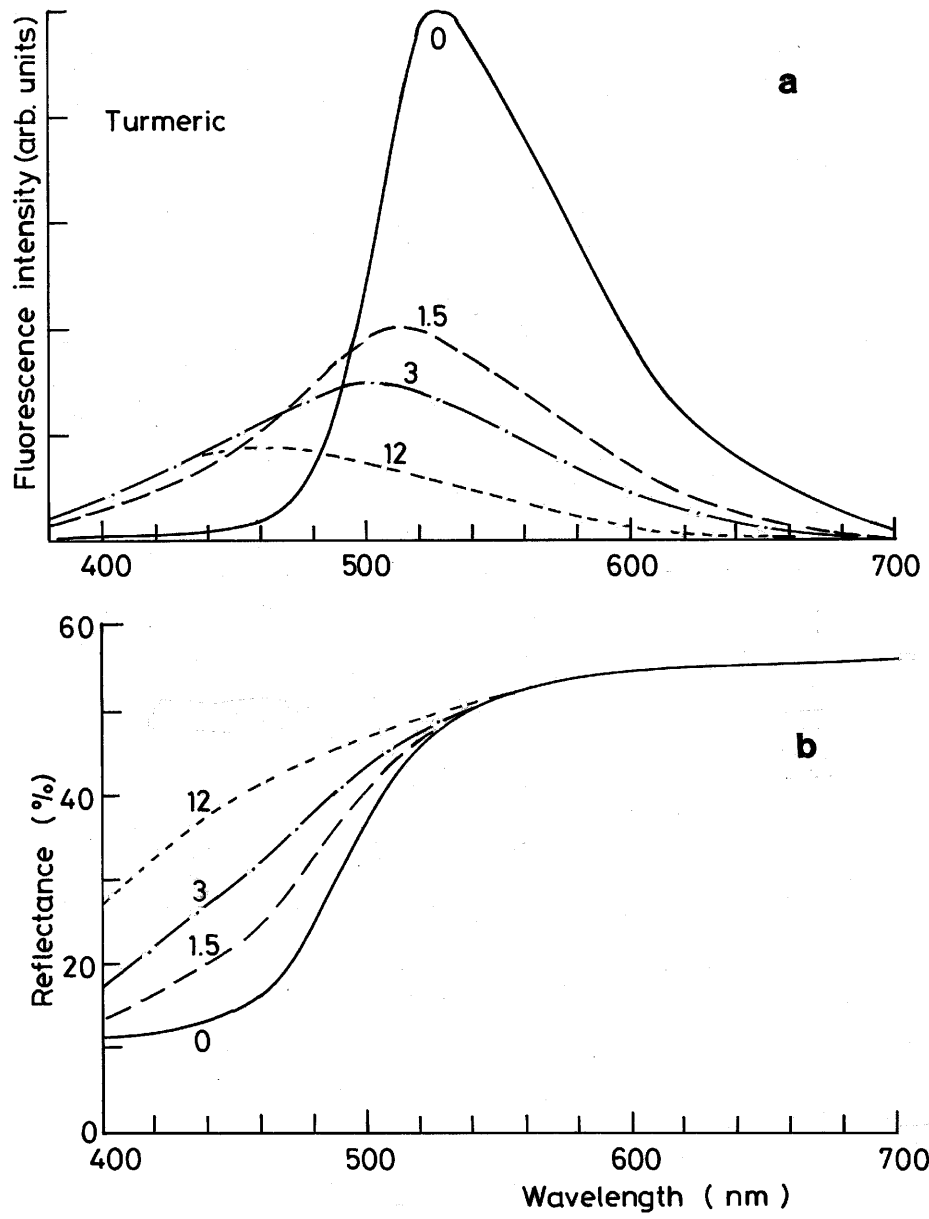 Fluorescence intensity (arb. units)
Turmeric
a
0
1.5
3
12
400 500 600 700
60
40
20
0
Reflectance (%)
b
12
3
1.5
0
400 500 600 700
Wavelength ( nm )